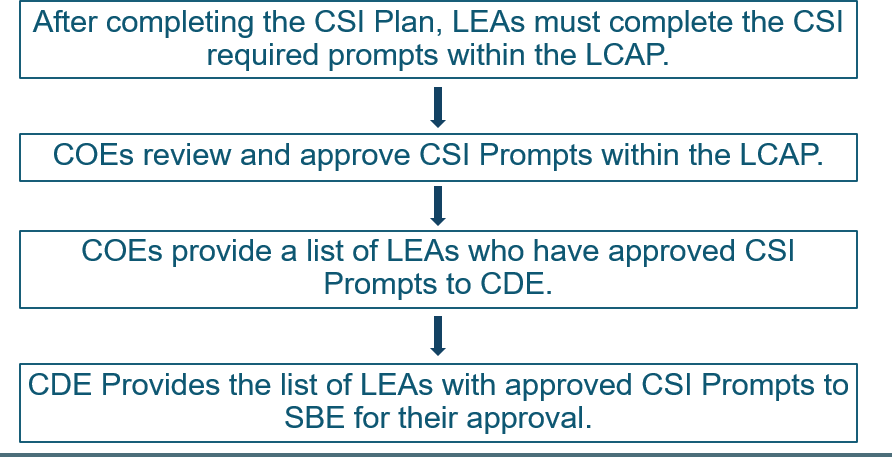 After completing the CSI Plan, LEAs must complete the CSI
required prompts within the LCAP.
COEs review and approve CSI Prompts within the LCAP.
COEs provide a list of LEAs who have approved CSI
Prompts to CDE.
CDE Provides the list of LEAs with approved CSI Prompts to
SBE for their approval.